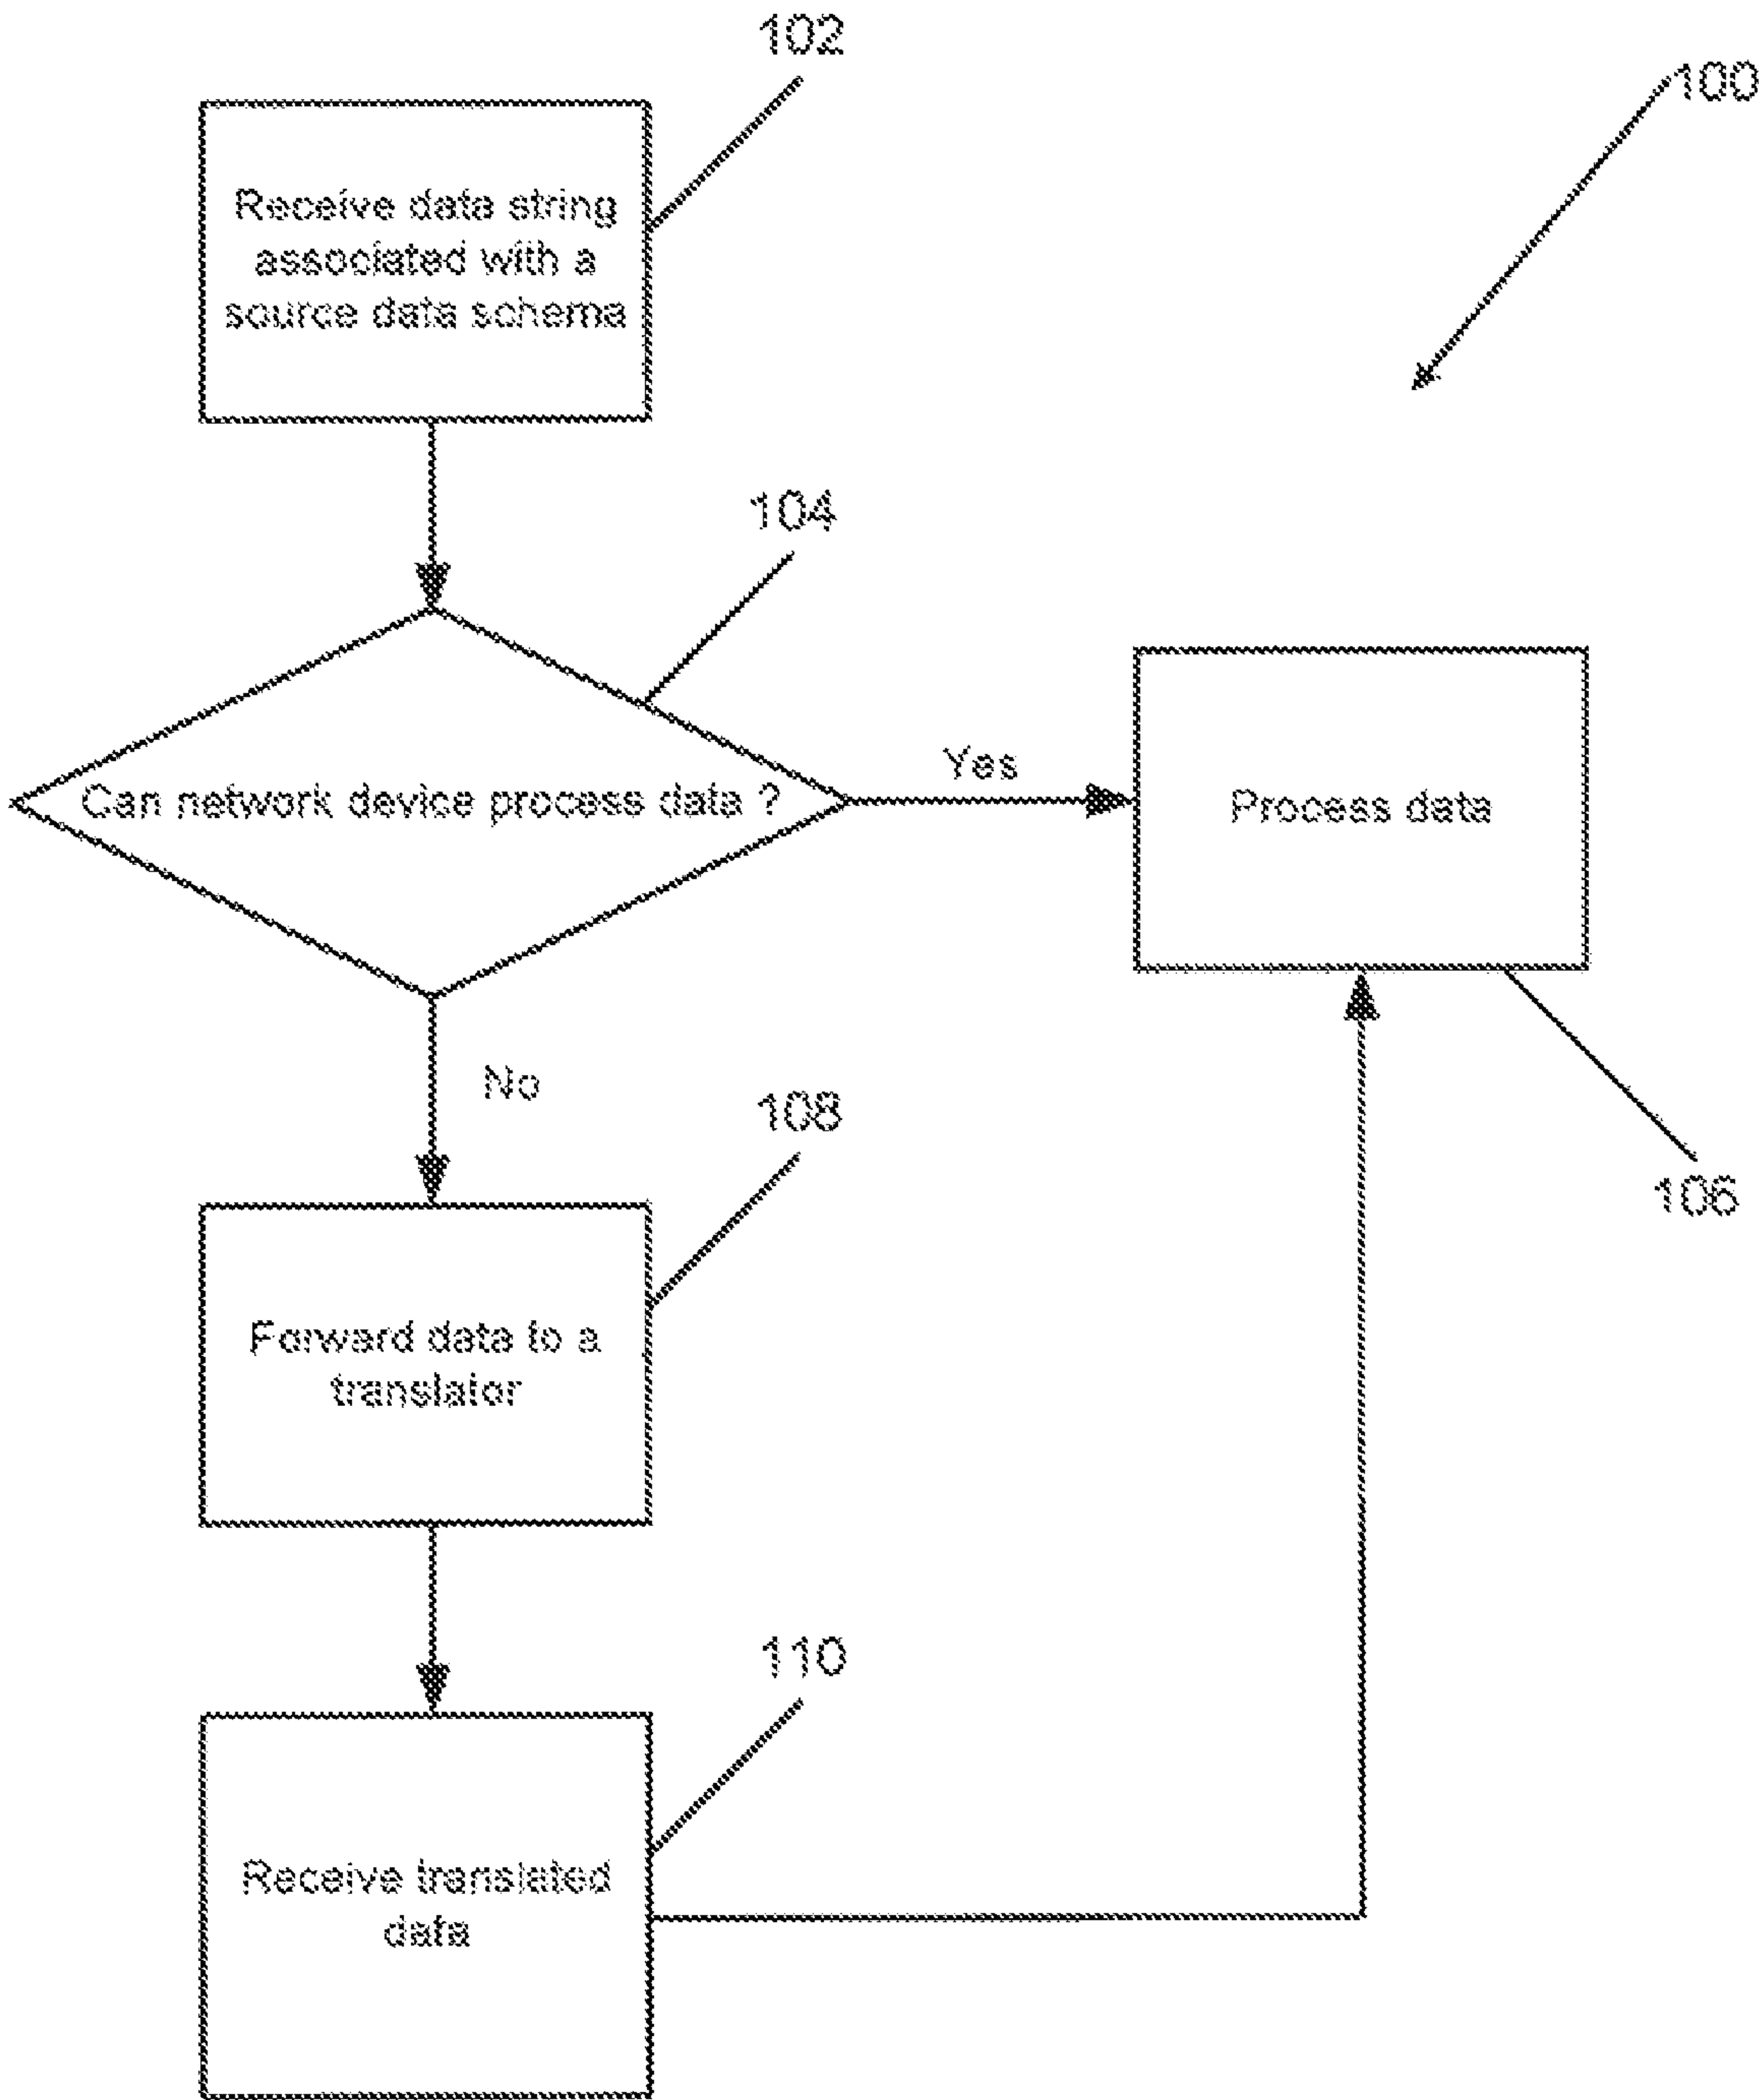 102
100
Receive data string
associated with a
source data schema
104
Can network device process data ?
Yes
Process data
No
108
106
Forward data to a
translator
110
Receive translated
data